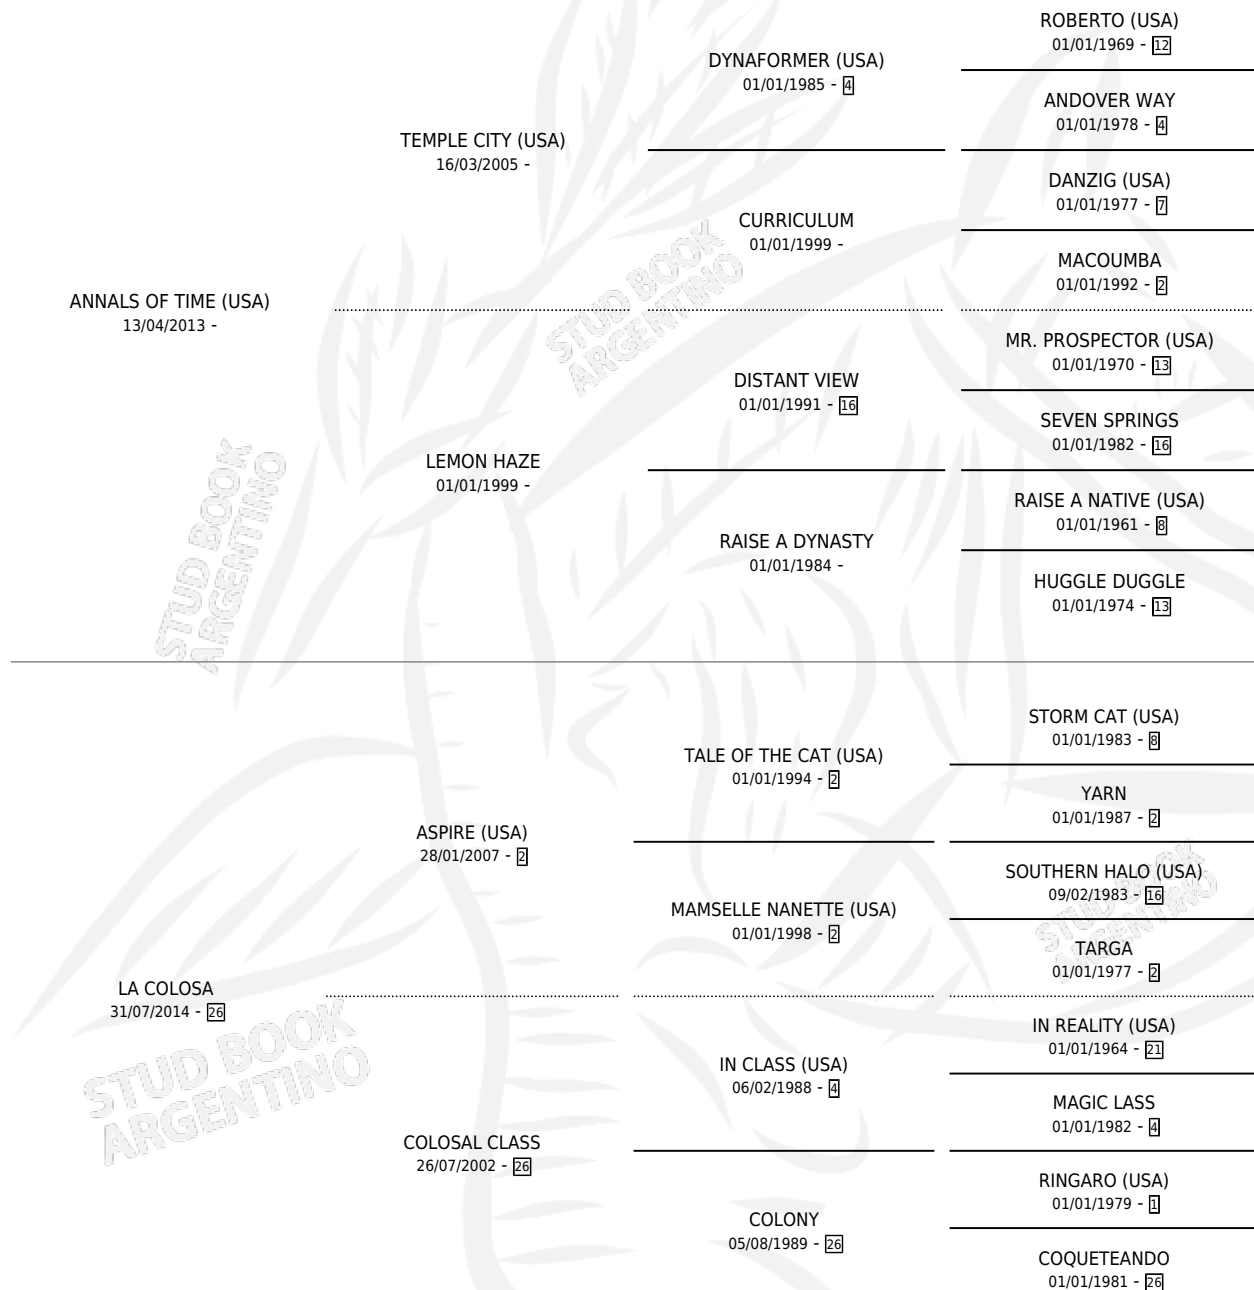 ROBERTO (USA)
01/01/1969 - 12
DYNAFORMER (USA)
01/01/1985 - 4
ANDOVER WAY
01/01/1978 - 4
TEMPLE CITY (USA)
16/03/2005 -
DANZIG (USA)
01/01/1977 - 7
CURRICULUM
01/01/1999 -
MACOUMBA
01/01/1992 - 2
ANNALS OF TIME (USA)
13/04/2013 -
MR. PROSPECTOR (USA)
01/01/1970 - 13
DISTANT VIEW
01/01/1991 - 16
SEVEN SPRINGS
01/01/1982 - 16
LEMON HAZE
01/01/1999 -
RAISE A NATIVE (USA)
01/01/1961 - 8
RAISE A DYNASTY
01/01/1984 -
HUGGLE DUGGLE
01/01/1974 - 13
STORM CAT (USA)
01/01/1983 - 8
TALE OF THE CAT (USA)
01/01/1994 - 2
YARN
01/01/1987 - 2
ASPIRE (USA)
28/01/2007 - 2
SOUTHERN HALO (USA)
09/02/1983 - 16
MAMSELLE NANETTE (USA)
01/01/1998 - 2
TARGA
01/01/1977 - 2
LA COLOSA
31/07/2014 - 26
IN REALITY (USA)
01/01/1964 - 21
IN CLASS (USA)
06/02/1988 - 4
MAGIC LASS
01/01/1982 - 4
COLOSAL CLASS
26/07/2002 - 26
RINGARO (USA)
01/01/1979 - 1
COLONY
05/08/1989 - 26
COQUETEANDO
01/01/1981 - 26
STUD BOOK
ARGENTINO
STUD BOOK
ARGENTINO
STUD BOOK
ARGENTINO
STUD BOOK
ARGENTINO